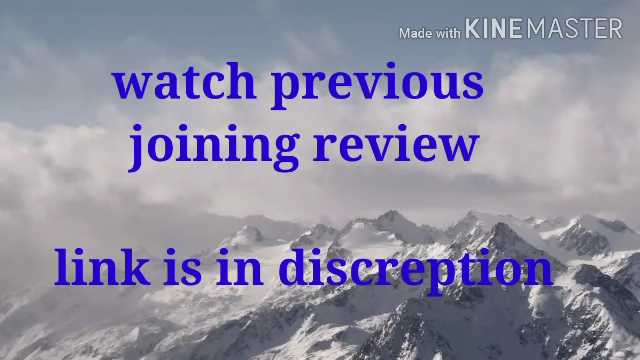 Made with KINEMASTER
watch previous
joining review
link is in discreption